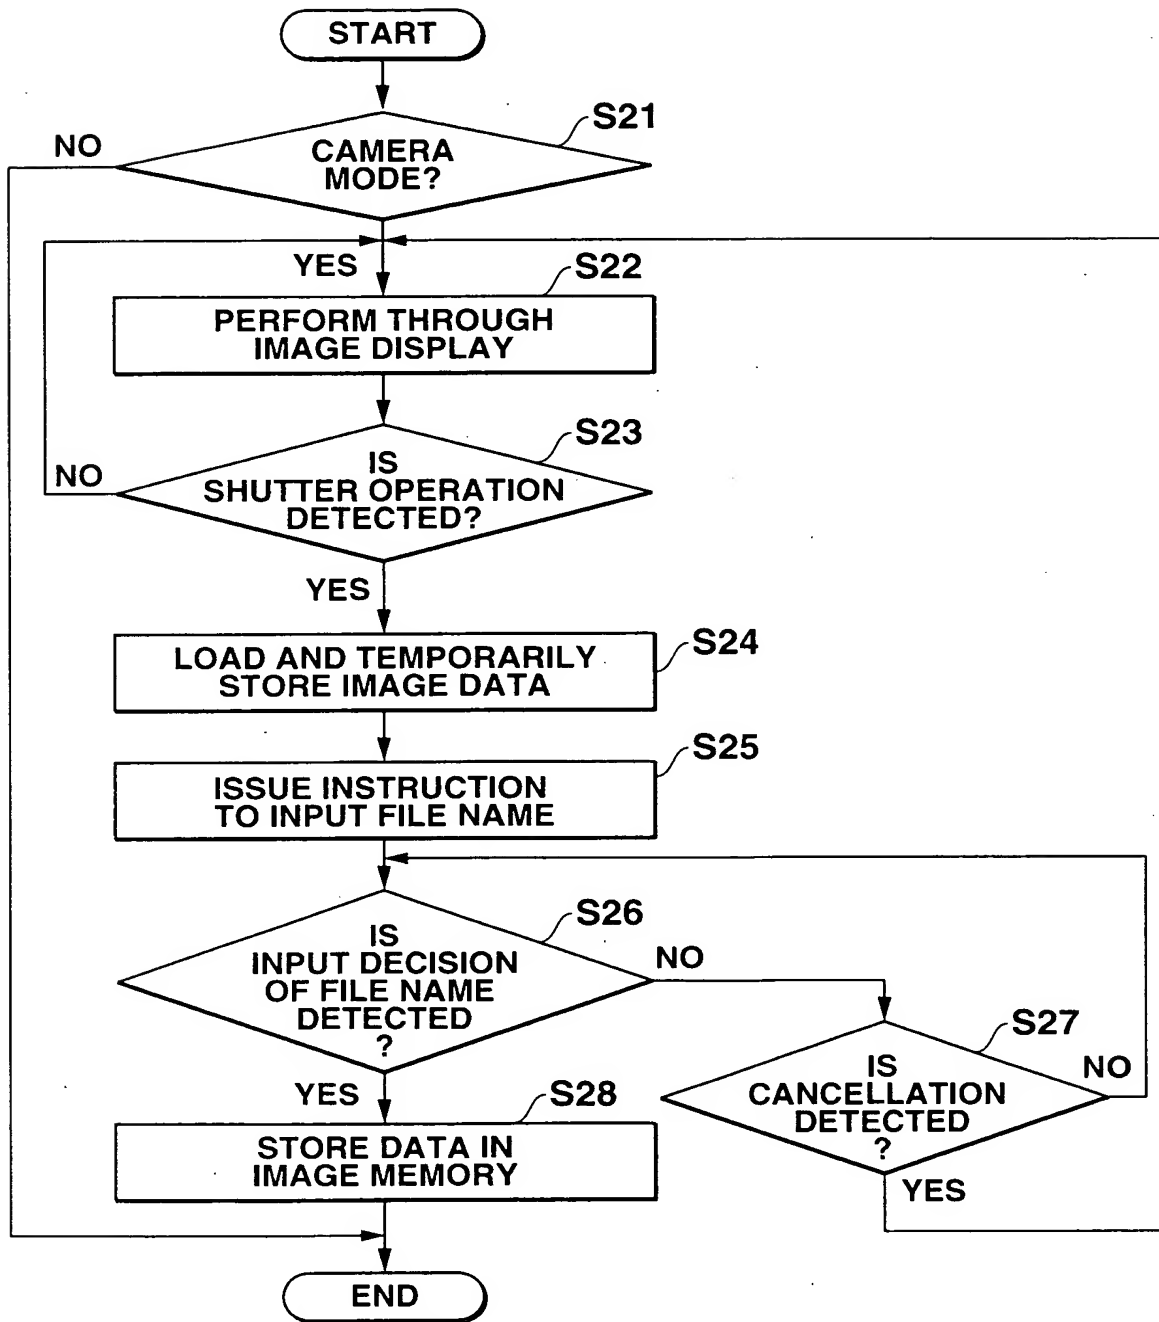 START
S21
NO
CAMERA
MODE?
YES
S22
PERFORM THROUGH
IMAGE DISPLAY
S23
NO
IS
SHUTTER OPERATION
DETECTED?
YES
S24
LOAD AND TEMPORARILY
STORE IMAGE DATA
S25
ISSUE INSTRUCTION
TO INPUT FILE NAME
S26
IS
INPUT DECISION
OF FILE NAME
DETECTED
?
NO
S27
IS
CANCELLATION
DETECTED
?
NO
YES
YES
S28
STORE DATA IN
IMAGE MEMORY
END